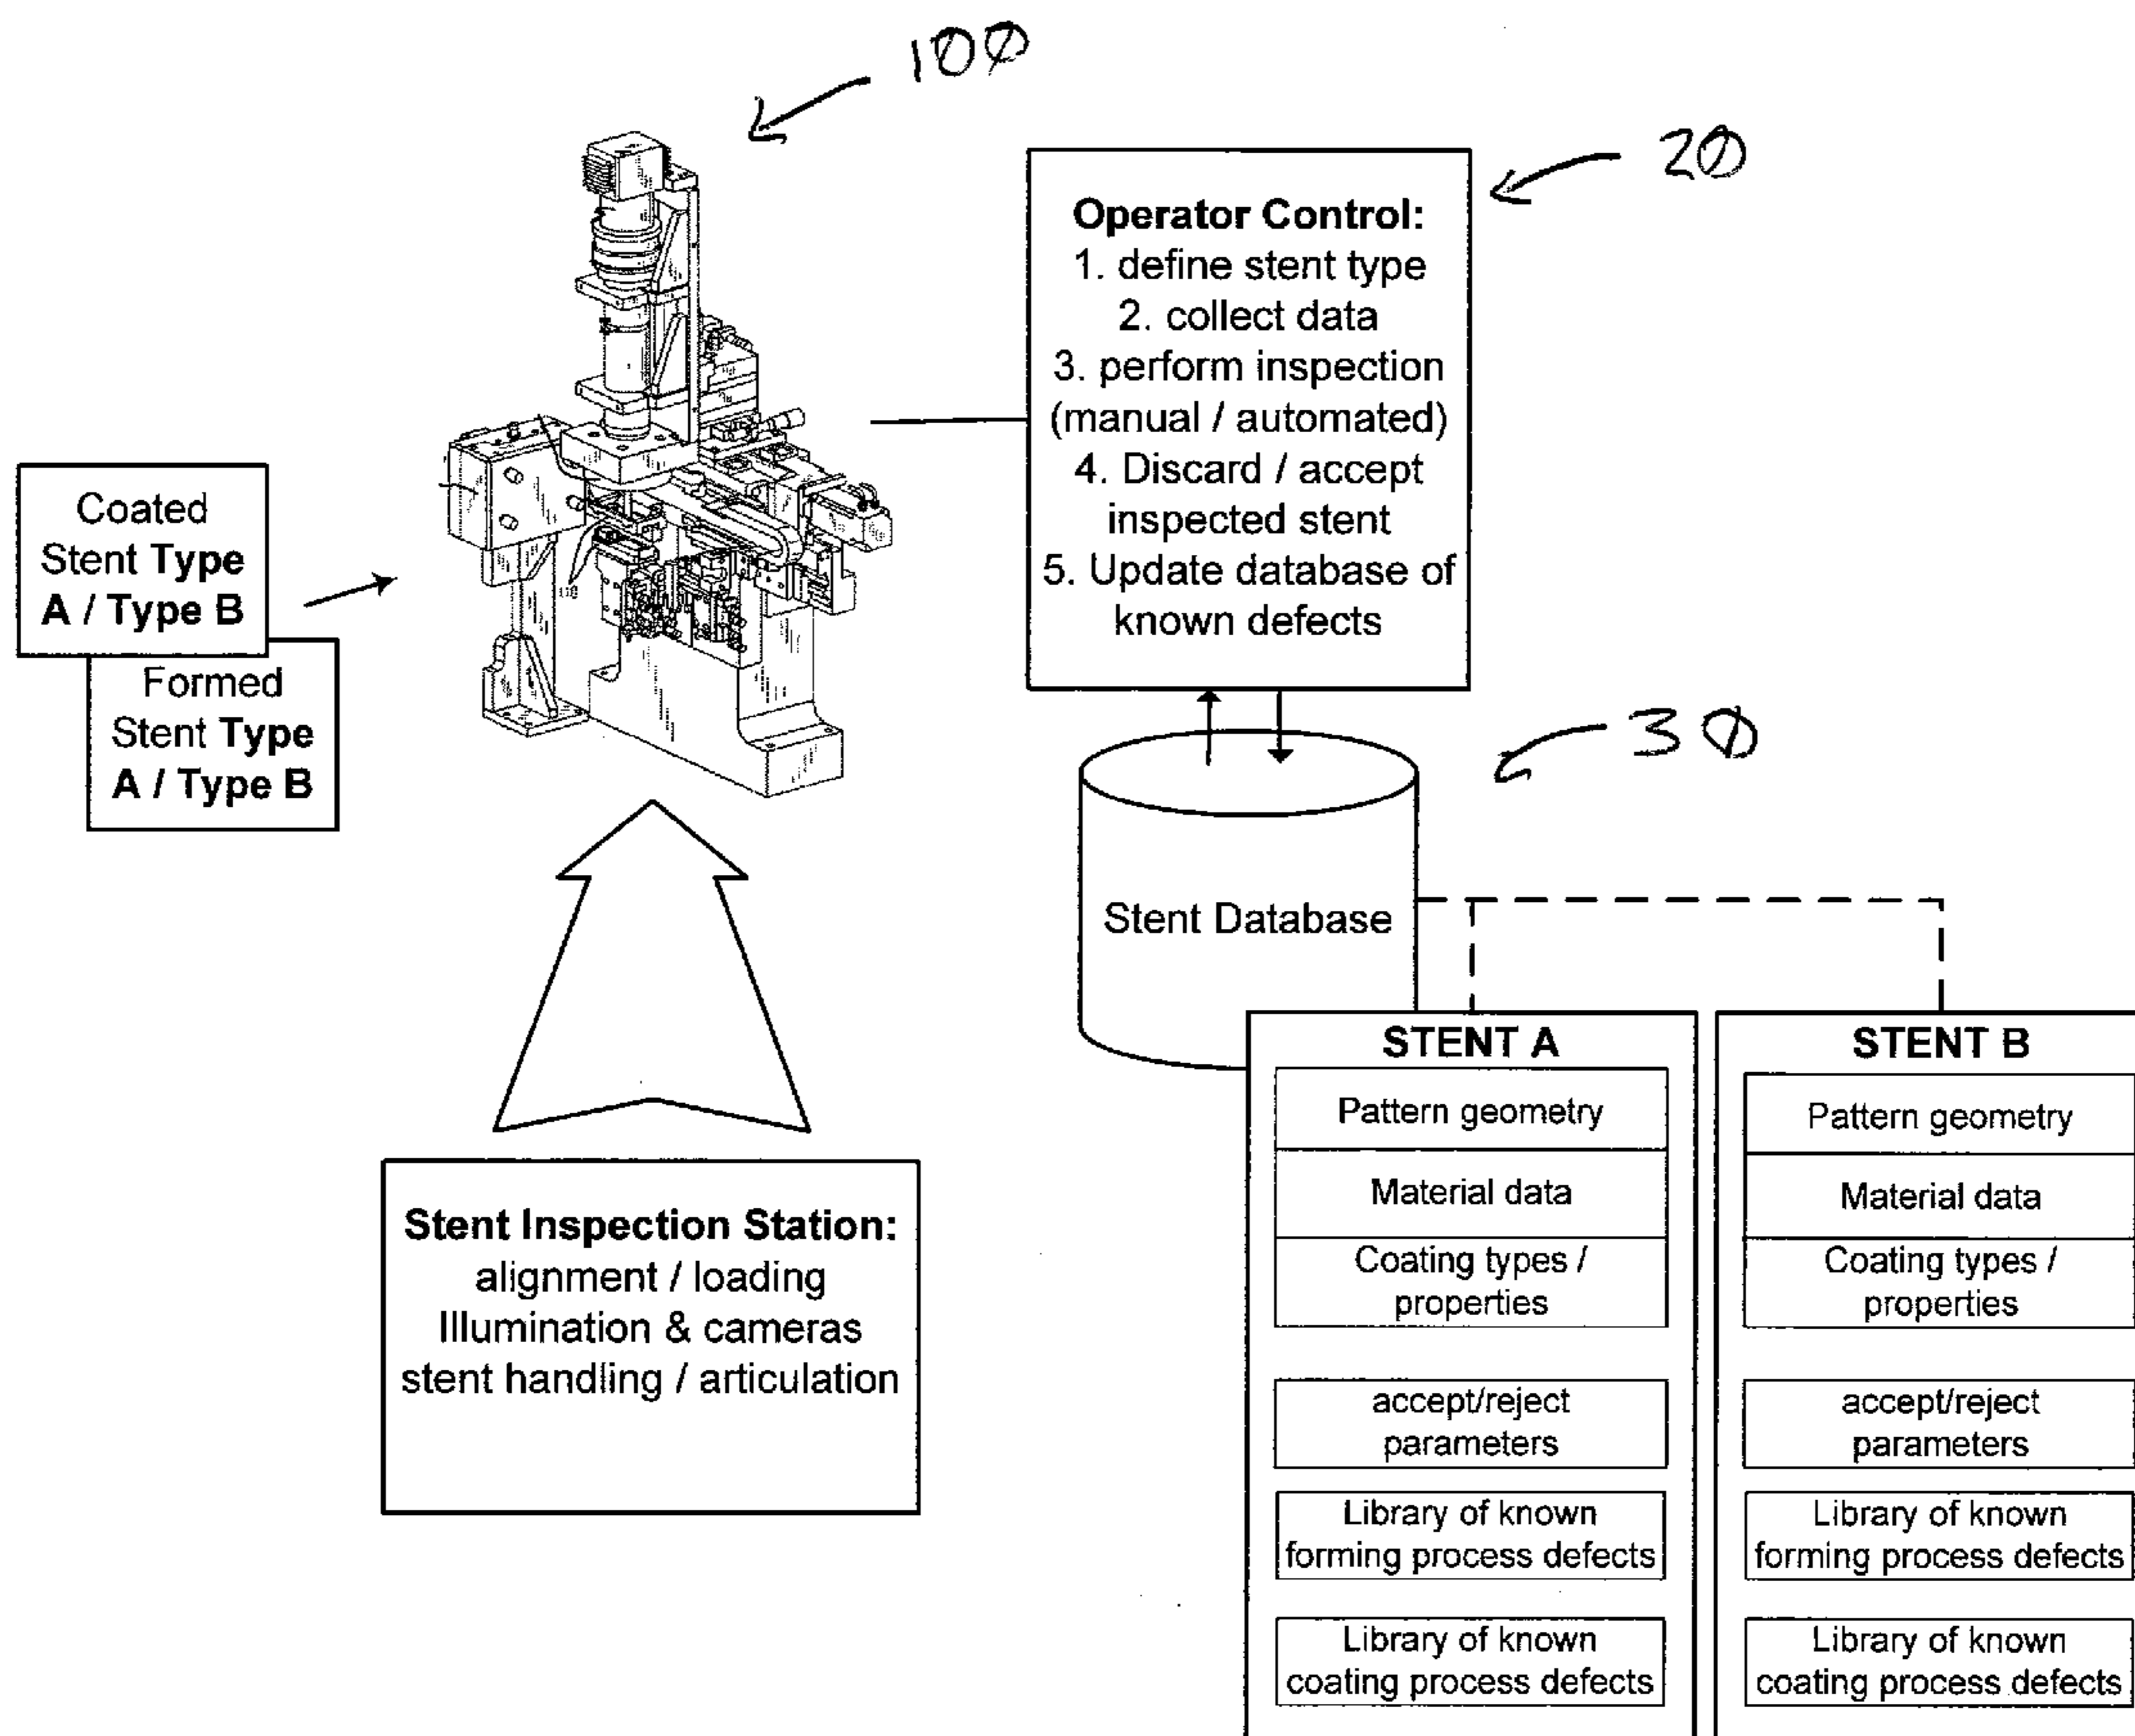 100
20
Operator Control:
1. define stent type
2. collect data
3. perform inspection
(manual / automated)
4. Discard / accept
inspected stent
5. Update database of
known defects
Coated
Stent Type
A / Type B
Formed
Stent Type
A / Type B
30
Stent Database
Stent Inspection Station:
alignment / loading
Illumination & cameras
stent handling / articulation
STENT A
Pattern geometry
Material data
Coating types /
properties
accept/reject
parameters
Library of known
forming process defects
Library of known
coating process defects
STENT B
Pattern geometry
Material data
Coating types /
properties
accept/reject
parameters
Library of known
forming process defects
Library of known
coating process defects